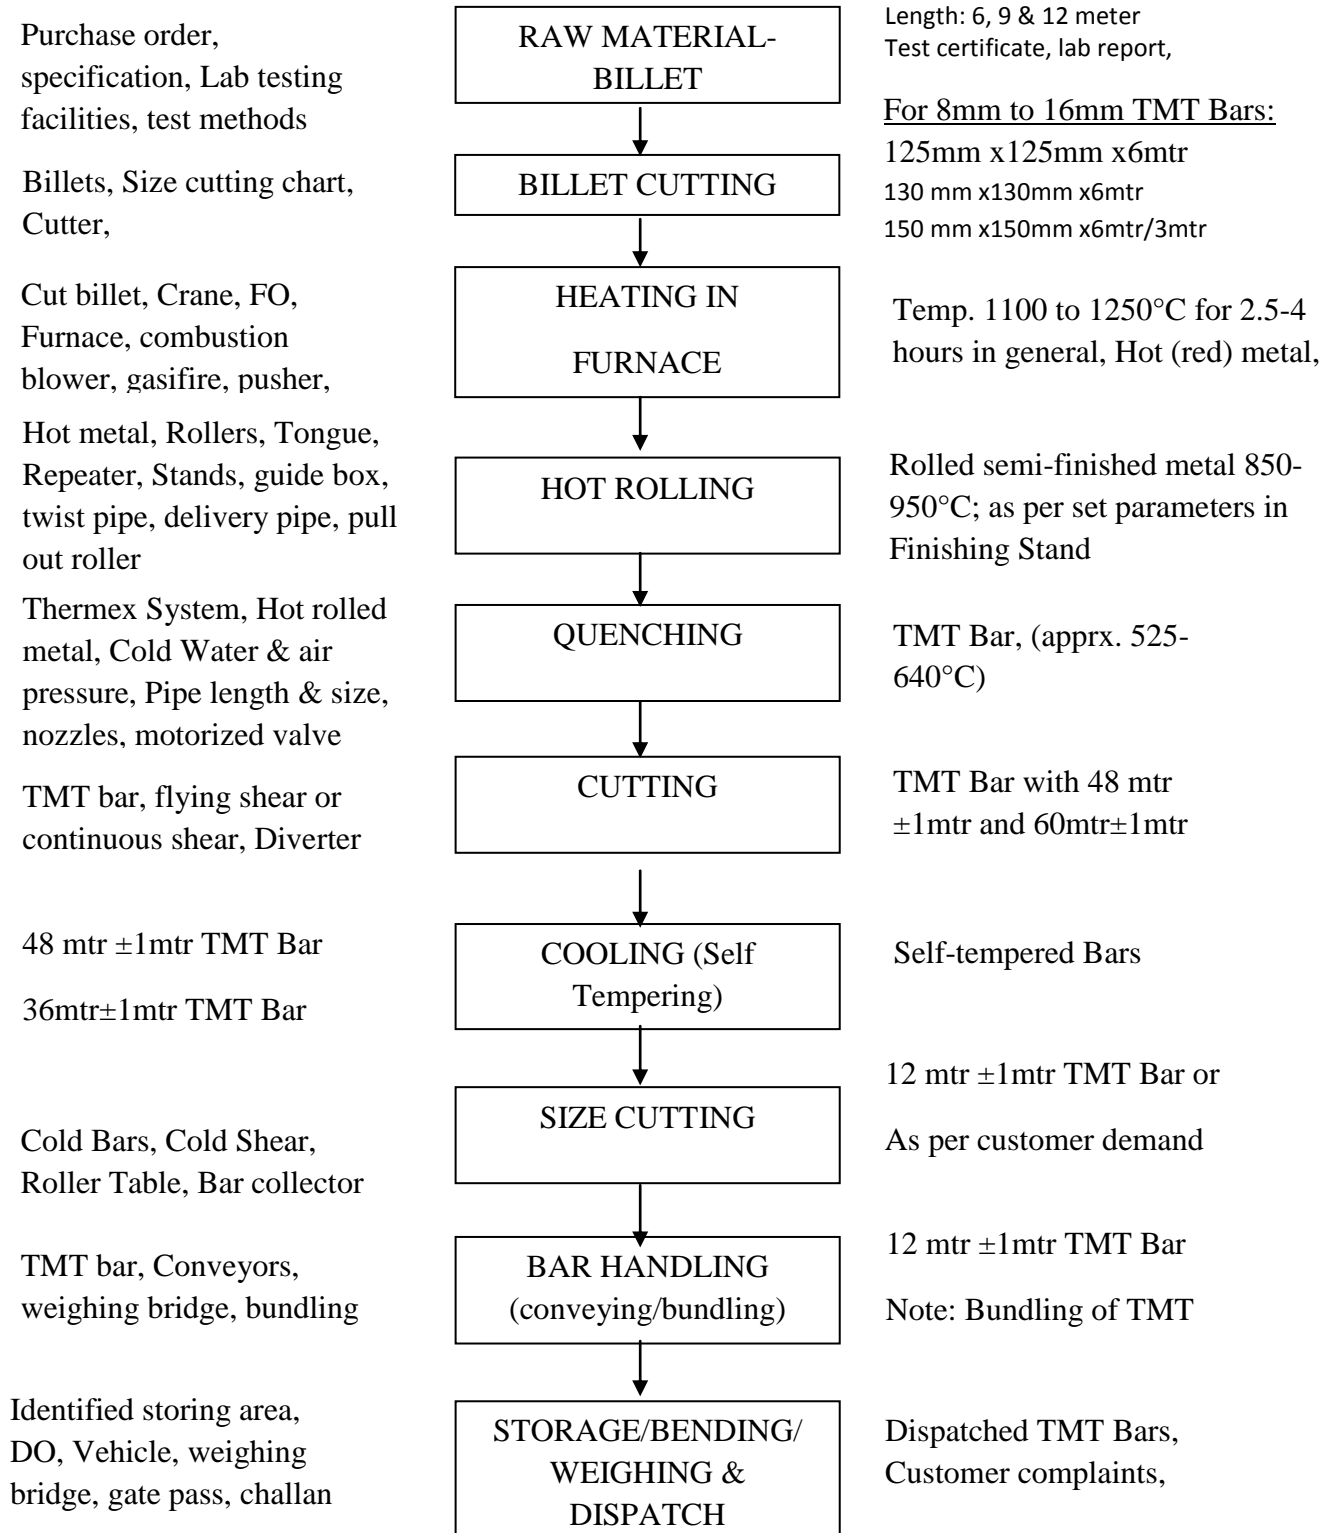 Purchase order,
specification, Lab testing
facilities, test methods
RAW MATERIAL-
BILLET
Length: 6, 9 & 12 meter
Test certificate, lab report,
For 8mm to 16mm TMT Bars:
125mm x125mm x6mtr
130 mm x130mm x6mtr
150 mm x150mm x6mtr/3mtr
Billets, Size cutting chart,
Cutter,
BILLET CUTTING
Cut billet, Crane, FO,
Furnace, combustion
blower, gasifire, pusher,
HEATING IN
FURNACE
Temp. 1100 to 1250°C for 2.5-4
hours in general, Hot (red) metal,
Hot metal, Rollers, Tongue,
Repeater, Stands, guide box,
twist pipe, delivery pipe, pull
out roller
HOT ROLLING
Rolled semi-finished metal 850-
950°C; as per set parameters in
Finishing Stand
Thermex System, Hot rolled
metal, Cold Water & air
pressure, Pipe length & size,
nozzles, motorized valve
QUENCHING
TMT Bar, (apprx. 525-
640°C)
TMT bar, flying shear or
continuous shear, Diverter
CUTTING
TMT Bar with 48 mtr
±1mtr and 60mtr±1mtr
48 mtr ±1mtr TMT Bar
36mtr±1mtr TMT Bar
COOLING (Self
Tempering)
Self-tempered Bars
Cold Bars, Cold Shear,
Roller Table, Bar collector
SIZE CUTTING
12 mtr ±1mtr TMT Bar or
As per customer demand
TMT bar, Conveyors,
weighing bridge, bundling
BAR HANDLING
(conveying/bundling)
12 mtr ±1mtr TMT Bar
Note: Bundling of TMT
Identified storing area,
DO, Vehicle, weighing
bridge, gate pass, challan
STORAGE/BENDING/
WEIGHING &
DISPATCH
Dispatched TMT Bars,
Customer complaints,